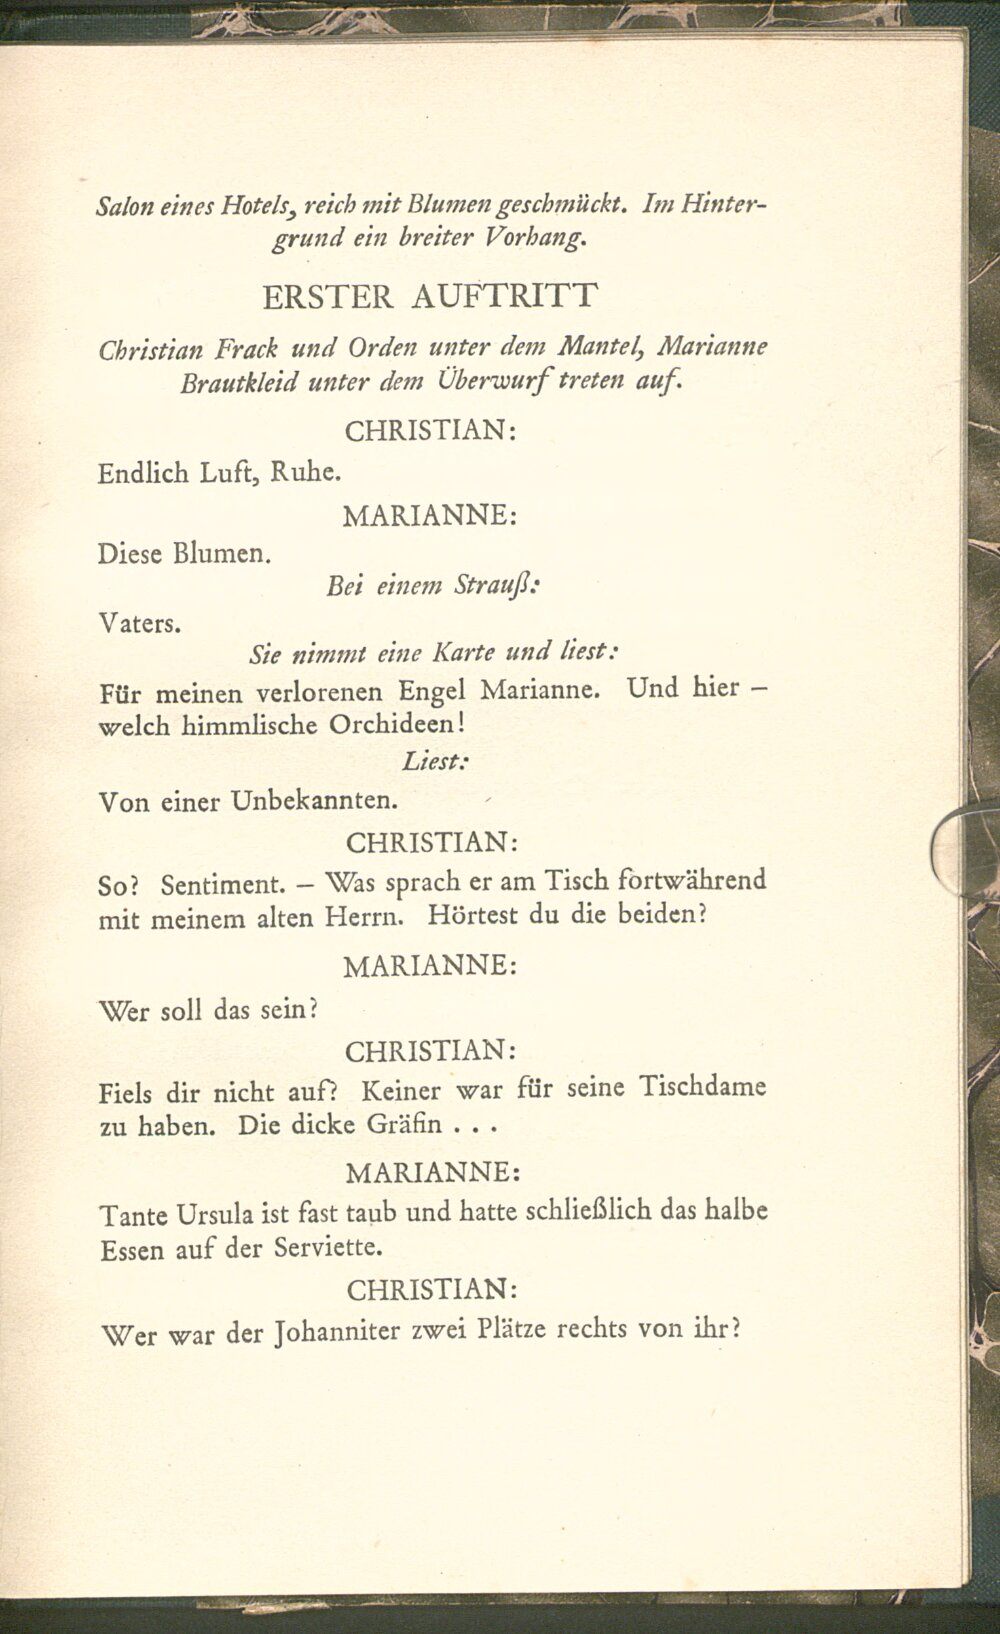 Salon eines Hotels, reich mit Blumen geschmückt. Im Hinter-
grund ein breiter Vorhang.
ERSTER AUFTRITT
Christian Frack und Orden unter dem Mantel, Marianne
Brautkleid unter dem Überwurf treten auf.
CHRISTIAN:
Endlich Luft, Ruhe.
MARIANNE:
Diese Blumen.
Bei einem Strauß:
Vaters.
Sie nimmt eine Karte und liest:
Für meinen verlorenen Engel Marianne. Und hier –
welch himmlische Orchideen!
Liest:
Von einer Unbekannten.
CHRISTIAN:
So? Sentiment. – Was sprach er am Tisch fortwährend
mit meinem alten Herrn. Hörtest du die beiden?
MARIANNE:
Wer soll das sein?
CHRISTIAN:
Fiels dir nicht auf? Keiner war für seine Tischdame
zu haben. Die dicke Gräfin . . .
MARIANNE:
Tante Ursula ist fast taub und hatte schließlich das halbe
Essen auf der Serviette.
CHRISTIAN:
Wer war der Johanniter zwei Plätze rechts von ihr?